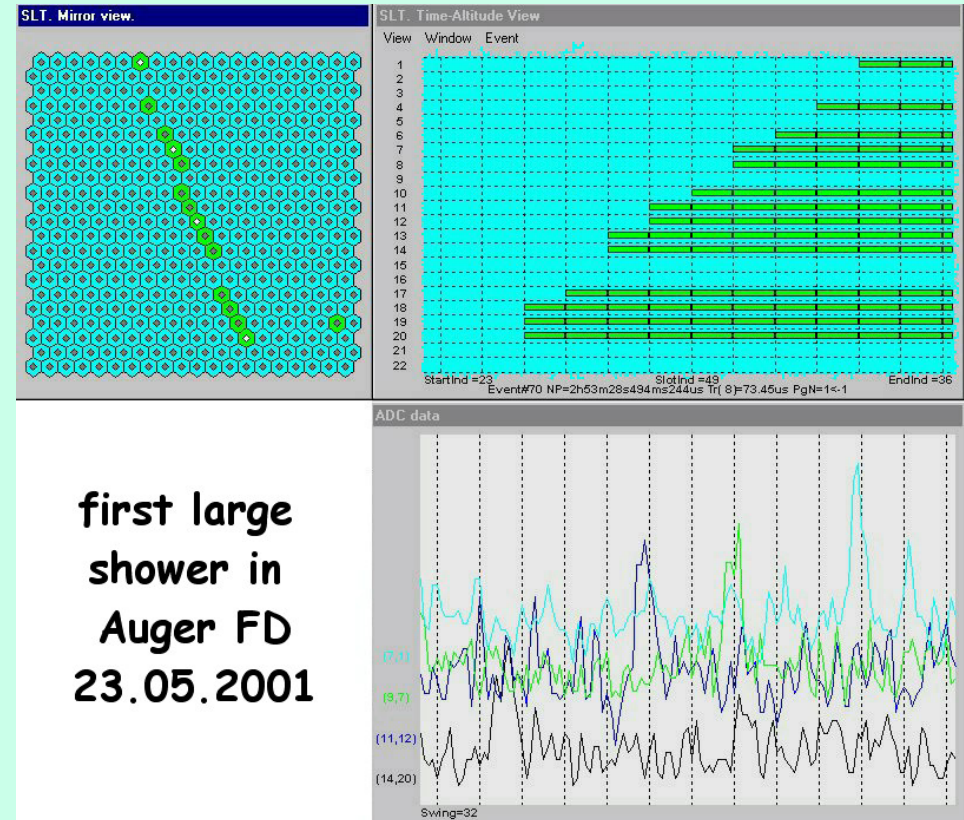 SLT. Mirror view.
SLT. Time-Altitude View
View Window Event
1
2
3
4
5
6
7
8
9
10
11
12
13
14
15
16
17
18
19
20
21
22
StartInd =23 SlotInd =49 EndInd =36
Event#70 NP=2h53m28s494ms244us Tr( 8)=73.45us PgN=1<-1
first large
shower in
Auger FD
23.05.2001
ADC data
(7,1)
(9,7)
(11,12)
(14,20)
Swing=32